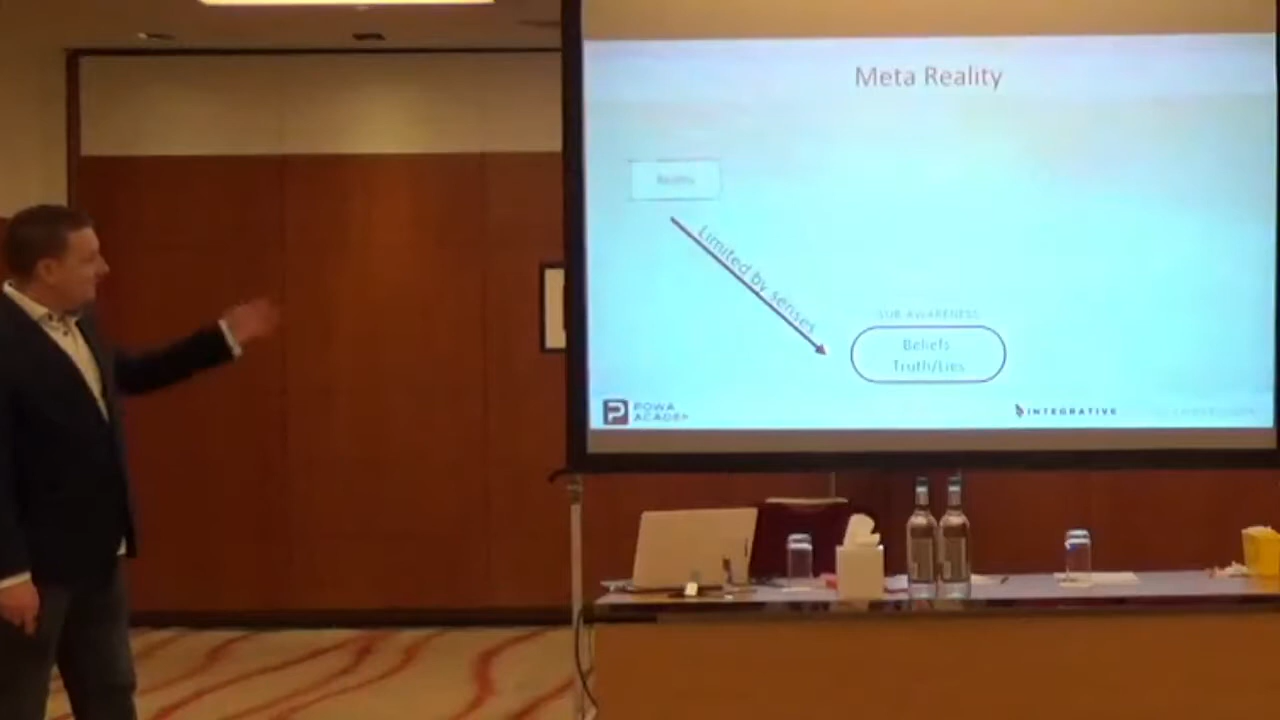 Meta Reality
Reality
Limited by senses
SUB AWARENESS
Beliefs
Truth/Lies
P
POWA
ACADEMY
INTEGRATIVE